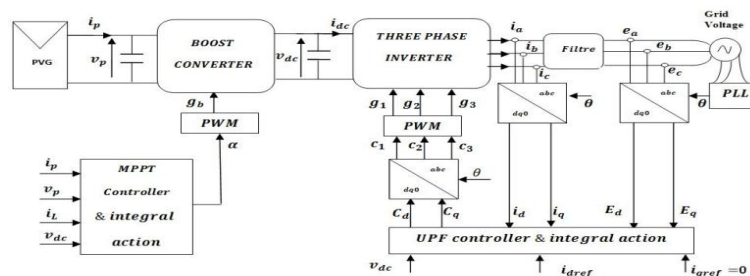 PVG
i_p
v_p
BOOST
CONVERTER
i_dc
v_dc
THREE PHASE
INVERTER
i_a
i_b
i_c
Filtre
e_a
e_b
e_c
Grid
Voltage
PLL
g_b
PWM
α
g_1 g_2 g_3
PWM
c_1 c_2 c_3
abc
dq0
θ
abc
dq0
θ
abc
dq0
θ
i_p
v_p
i_L
v_dc
MPPT
Controller
& integral
action
C_d C_q
i_d i_q
E_d E_q
UPF controller & integral action
v_dc
i_dref
i_qref =0